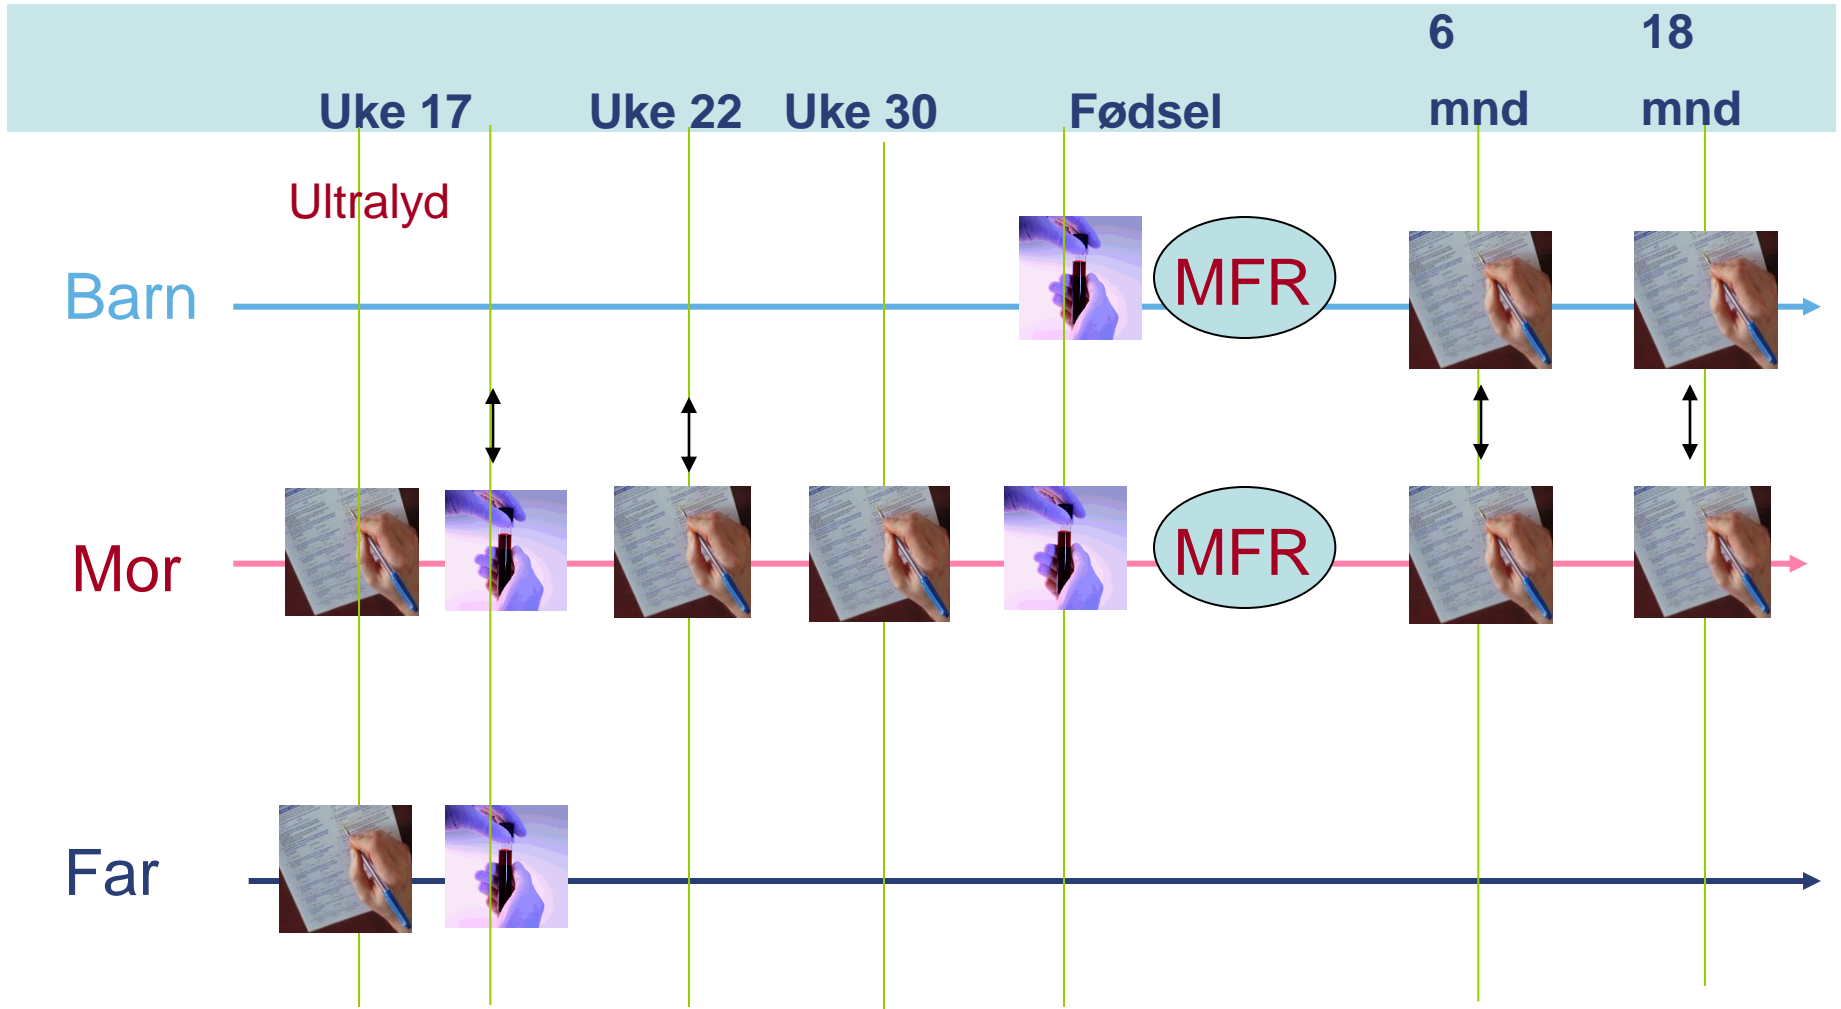 6 18
Uke 17 Uke 22 Uke 30 Fødsel mnd mnd
Ultralyd
Barn MFR
Mor MFR
Far